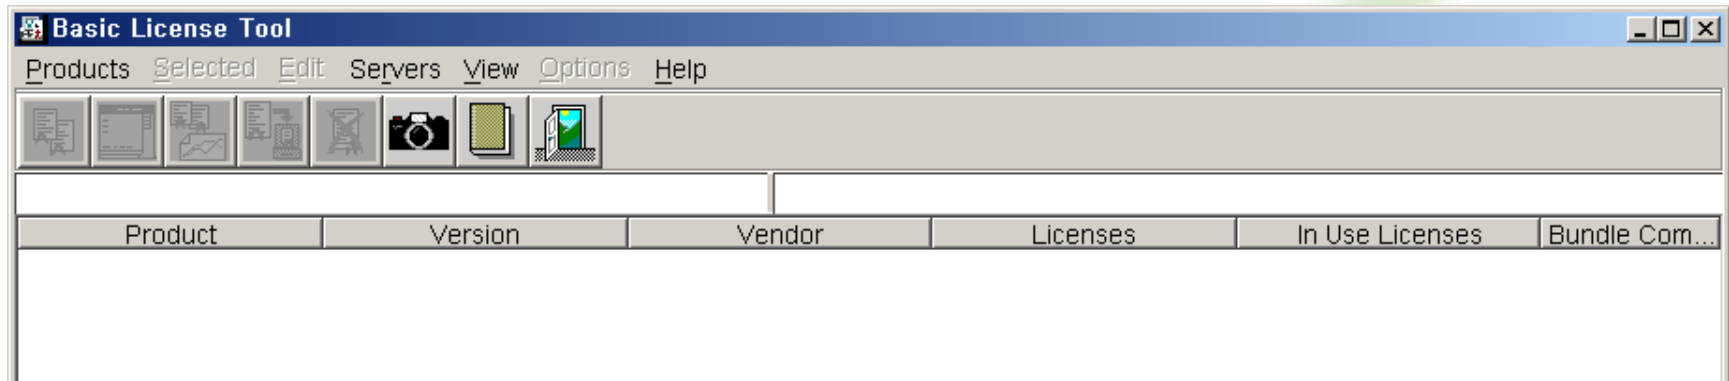 Basic License Tool
Products Selected Edit Servers View Options Help
Product Version Vendor Licenses In Use Licenses Bundle Com...